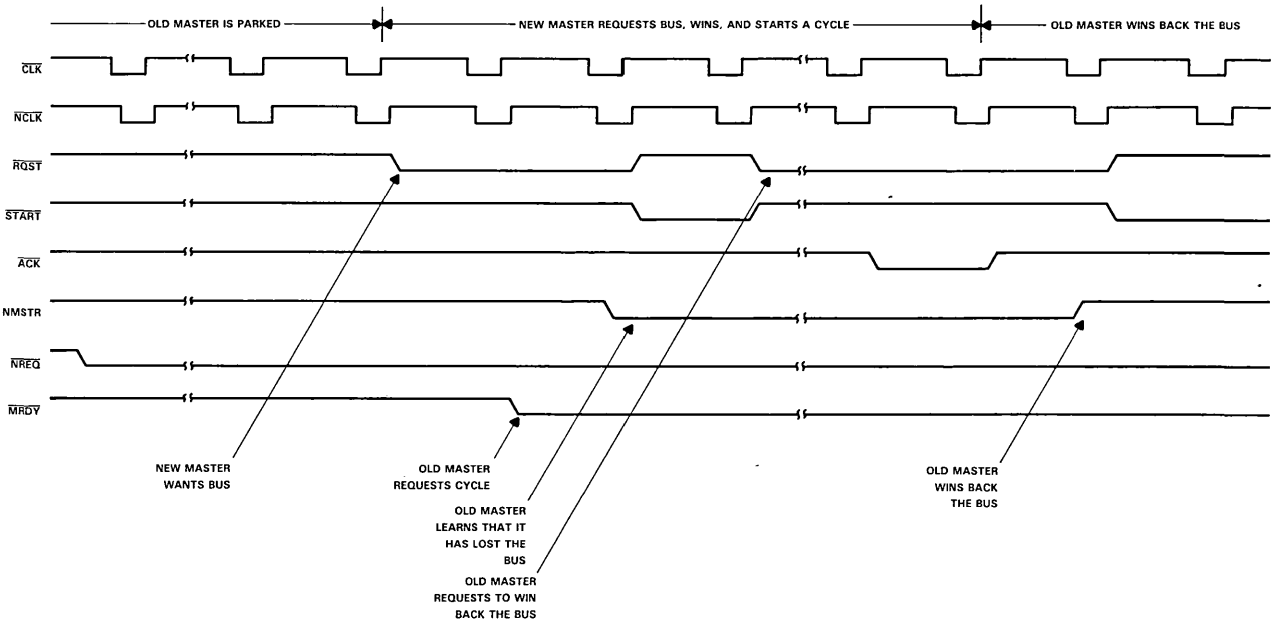 OLD MASTER IS PARKED
NEW MASTER REQUESTS BUS, WINS, AND STARTS A CYCLE
OLD MASTER WINS BACK THE BUS
CLK
NCLK
RQST
START
ACK
NMSTR
NREQ
MRDY
NEW MASTER
WANTS BUS
OLD MASTER
REQUESTS CYCLE
OLD MASTER
LEARNS THAT IT
HAS LOST THE
BUS
OLD MASTER
REQUESTS TO WIN
BACK THE BUS
OLD MASTER
WINS BACK
THE BUS